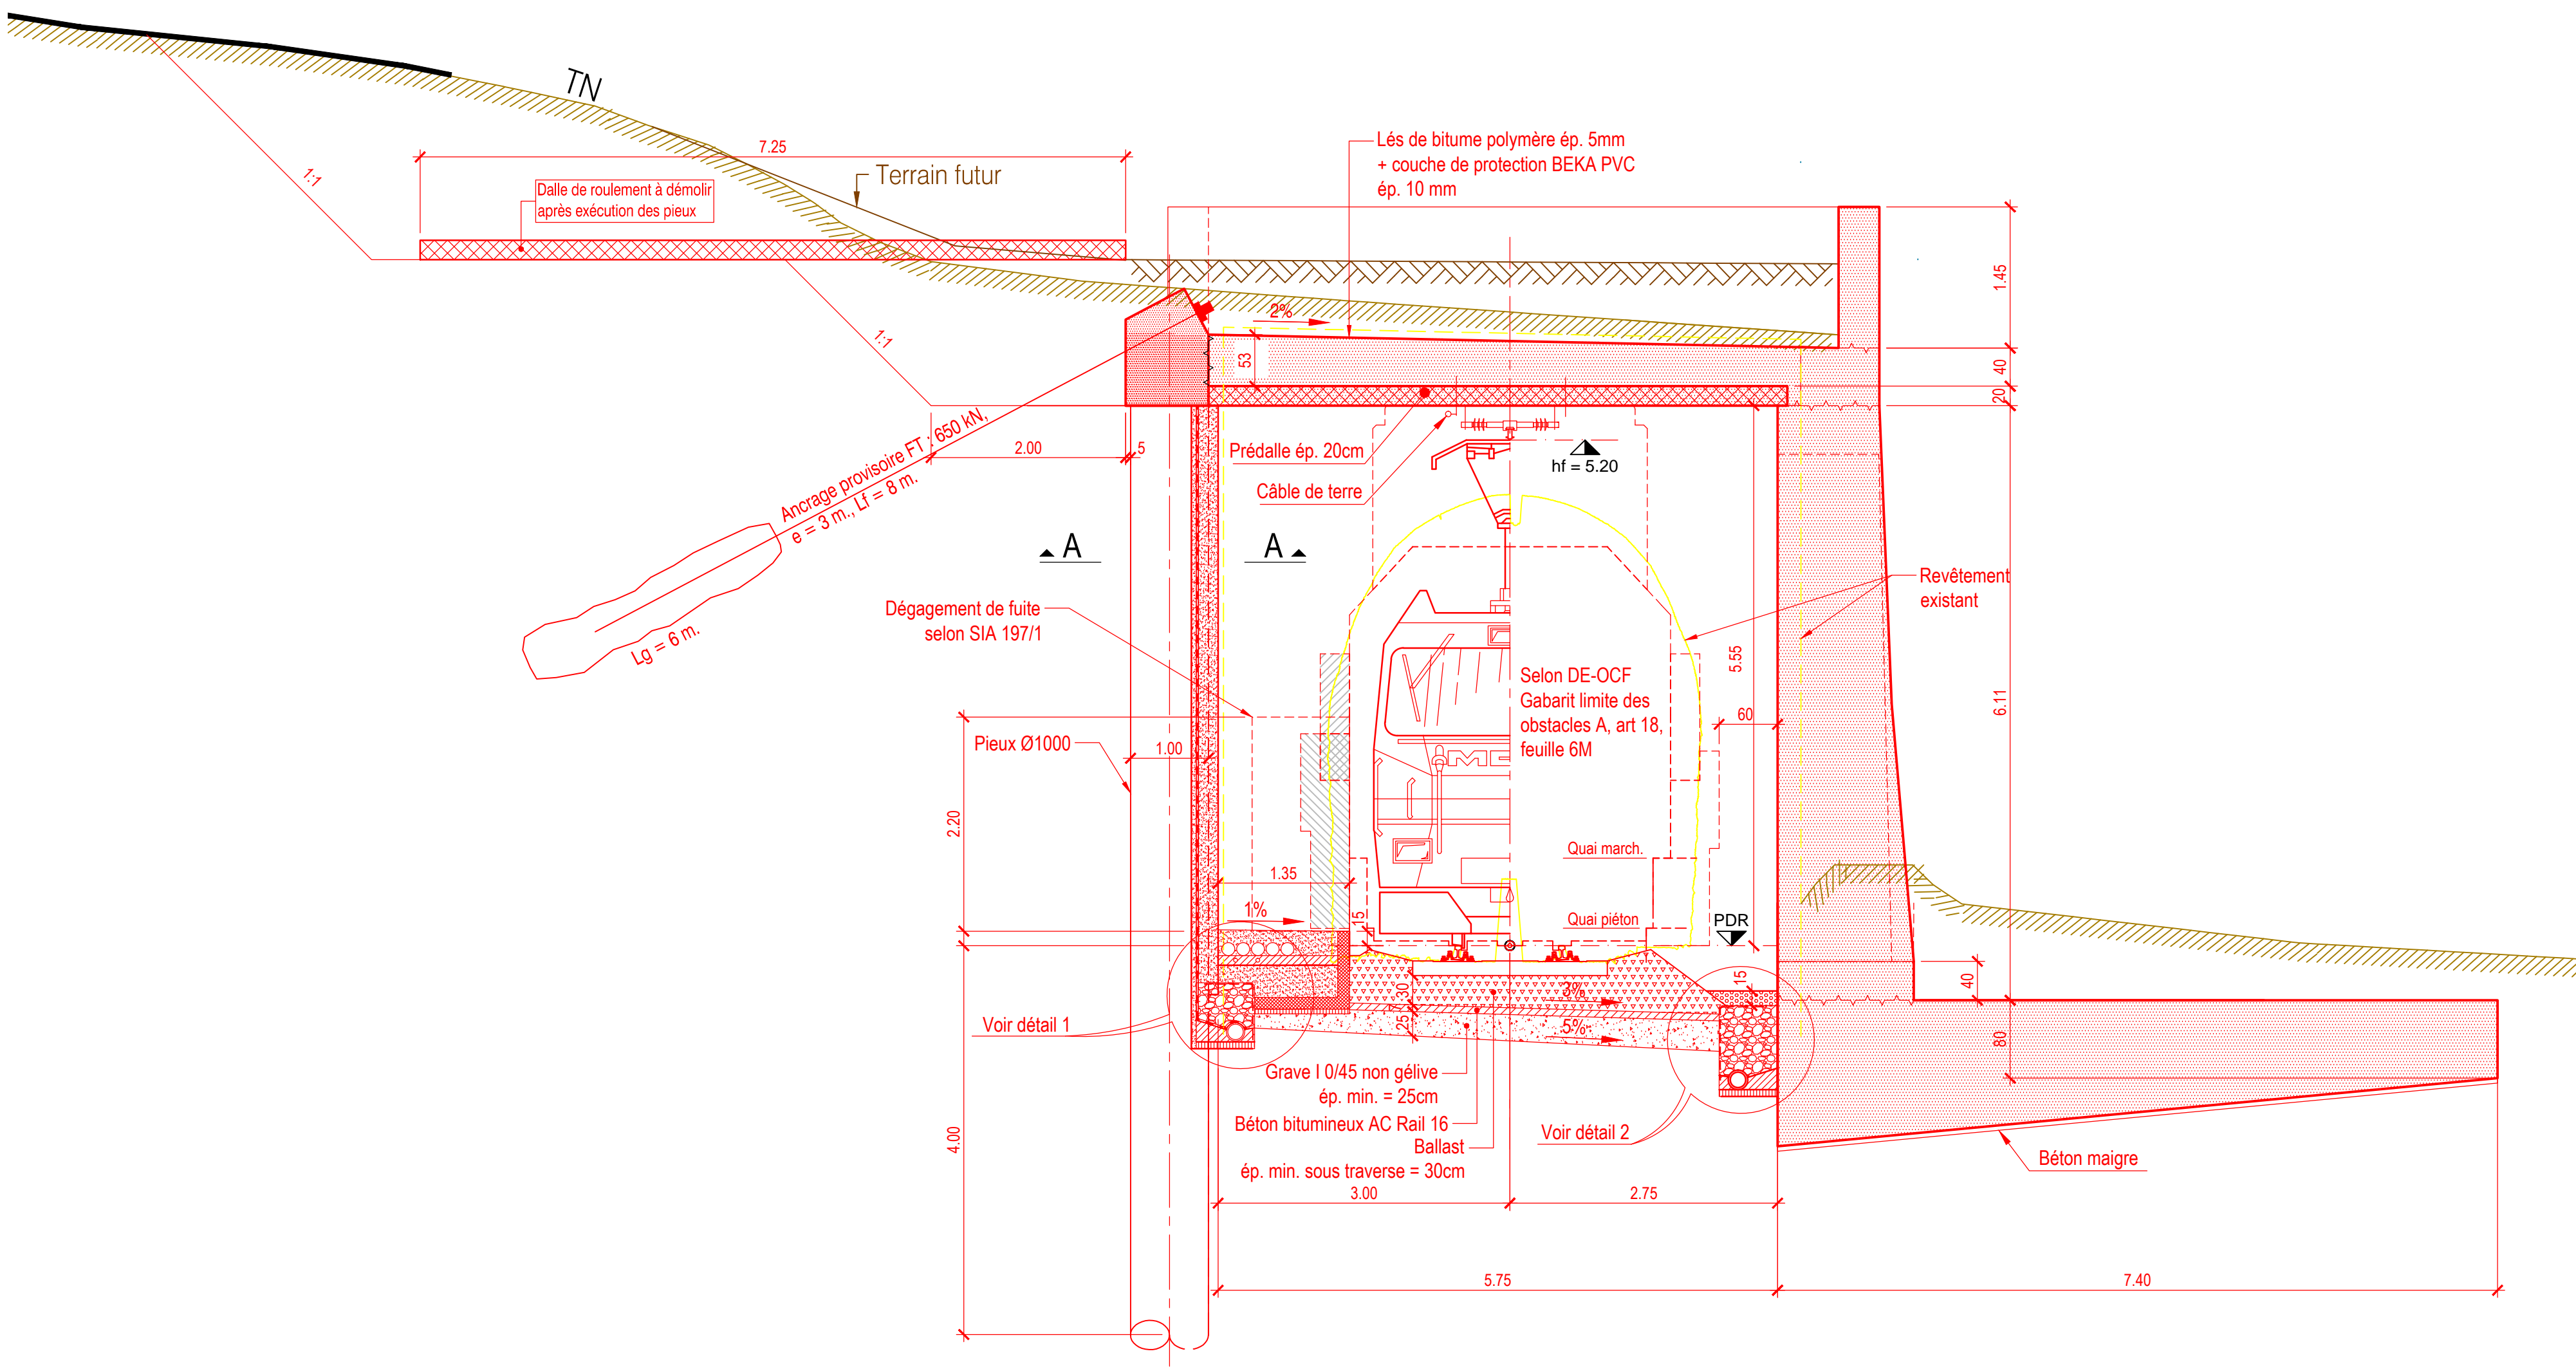 TN
7.25
1:1
Terrain futur
Dalle de roulement à démolir
après exécution des pieux
Lés de bitume polymère ép. 5mm
+ couche de protection BEKA PVC
ép. 10 mm
1.45
2%
1:1
53
40
20
Ancrage provisoire FT : 650 kN,
e = 3 m., Lf = 8 m.
Lg = 6 m.
2.00
5
Prédalle ép. 20cm
hf = 5.20
Câble de terre
A
A
Revêtement
existant
Dégagement de fuite
selon SIA 197/1
5.55
Selon DE-OCF
Gabarit limite des
obstacles A, art 18,
feuille 6M
6.11
60
Pieux Ø1000
1.00
2.20
Quai march.
1.35
1%
15
Quai piéton
PDR
15
40
30
3%
7
25
5%
Voir détail 1
80
Grave I 0/45 non gélive
ép. min. = 25cm
Béton bitumineux AC Rail 16
Ballast
ép. min. sous traverse = 30cm
Voir détail 2
Béton maigre
4.00
3.00
2.75
5.75
7.40